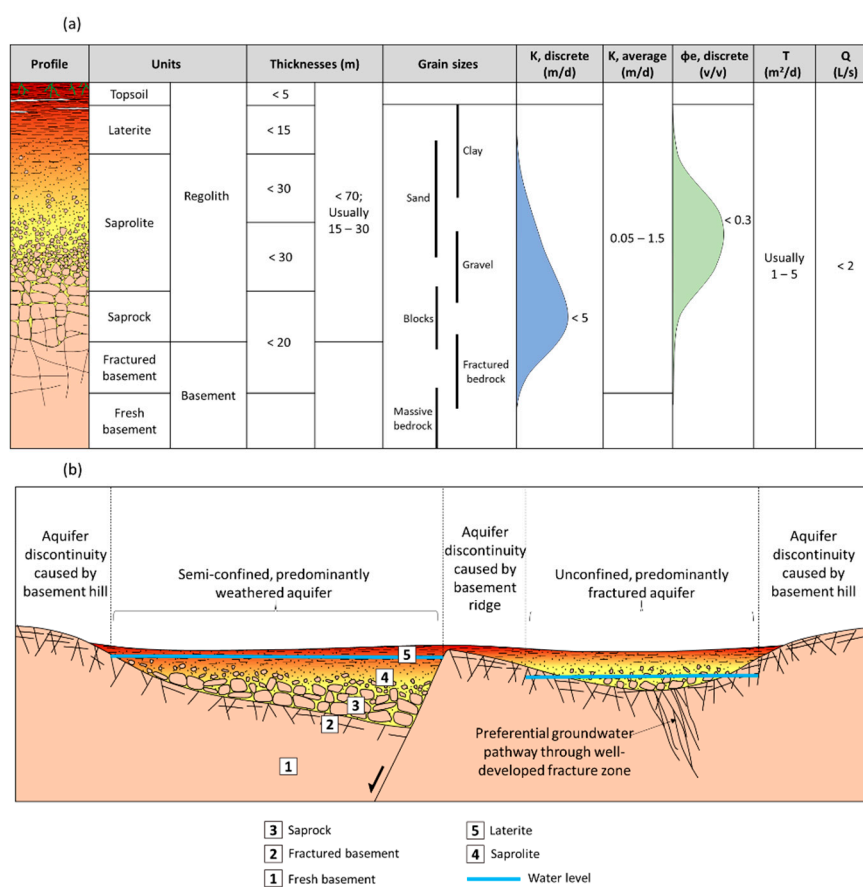 (a)
Profile
Units
Thicknesses (m)
Grain sizes
K, discrete
(m/d)
K, average
(m/d)
ϕe, discrete
(v/v)
T
(m²/d)
Q
(L/s)
Topsoil
Laterite
Saprolite
Saprock
Fractured
basement
Fresh
basement
Regolith
Basement
< 5
< 15
< 30
< 30
< 20
< 70;
Usually
15 – 30
Clay
Sand
Gravel
Blocks
Fractured
bedrock
Massive
bedrock
< 5
0.05 – 1.5
< 0.3
Usually
1 – 5
< 2
(b)
Aquifer
discontinuity
caused by
basement hill
Semi-confined, predominantly
weathered aquifer
Aquifer
discontinuity
caused by
basement
ridge
Unconfined, predominantly
fractured aquifer
Aquifer
discontinuity
caused by
basement hill
5
4
3
2
1
Preferential groundwater
pathway through well-
developed fracture zone
3 Saprock
5 Laterite
2 Fractured basement
4 Saprolite
1 Fresh basement
Water level